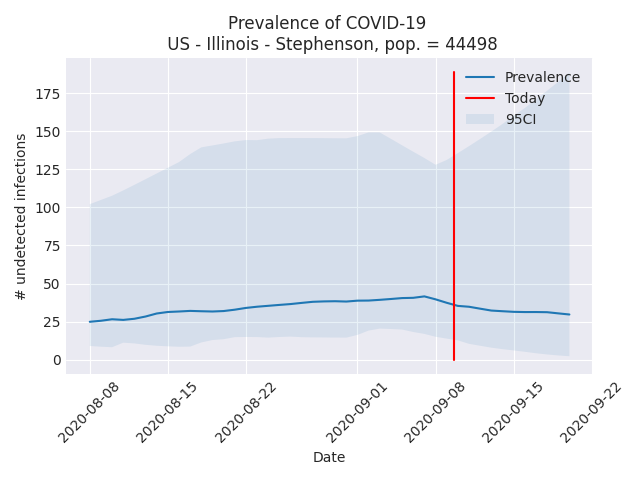 Prevalence of COVID-19
US - Illinois - Stephenson, pop. = 44498
Prevalence
Today
95CI
175
150
125
100
75
50
25
0
# undetected infections
2020-08-08
2020-08-15
2020-08-22
2020-09-01
2020-09-08
2020-09-15
2020-09-22
Date